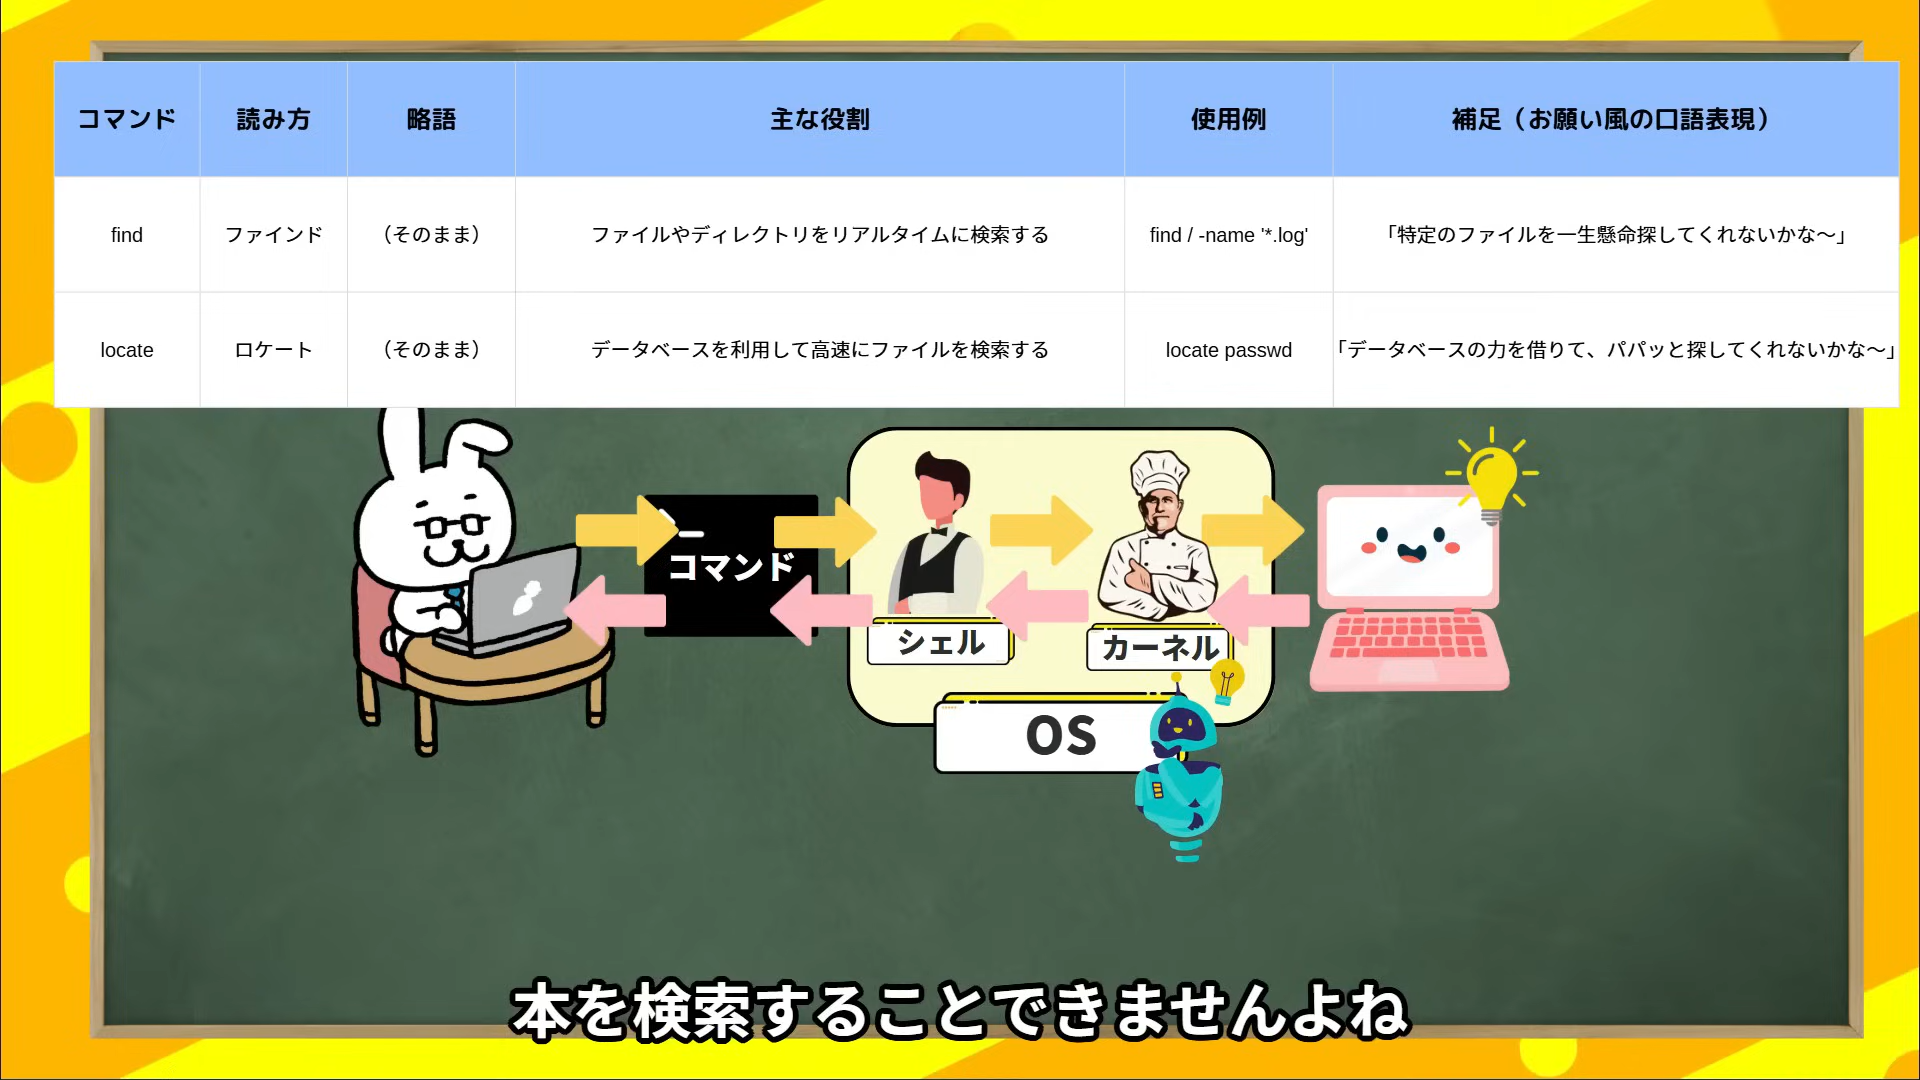 コマンド 読み方 略語 主な役割 使用例 補足（お願い風の口語表現）
find ファインド （そのまま） ファイルやディレクトリをリアルタイムに検索する find / -name '*.log' 「特定のファイルを一生懸命探してくれないかな～」
locate ロケート （そのまま） データベースを利用して高速にファイルを検索する locate passwd 「データベースの力を借りて、パパッと探してくれないかな～」
コマンド
シェル
カーネル
OS
本を検索することできませんよね